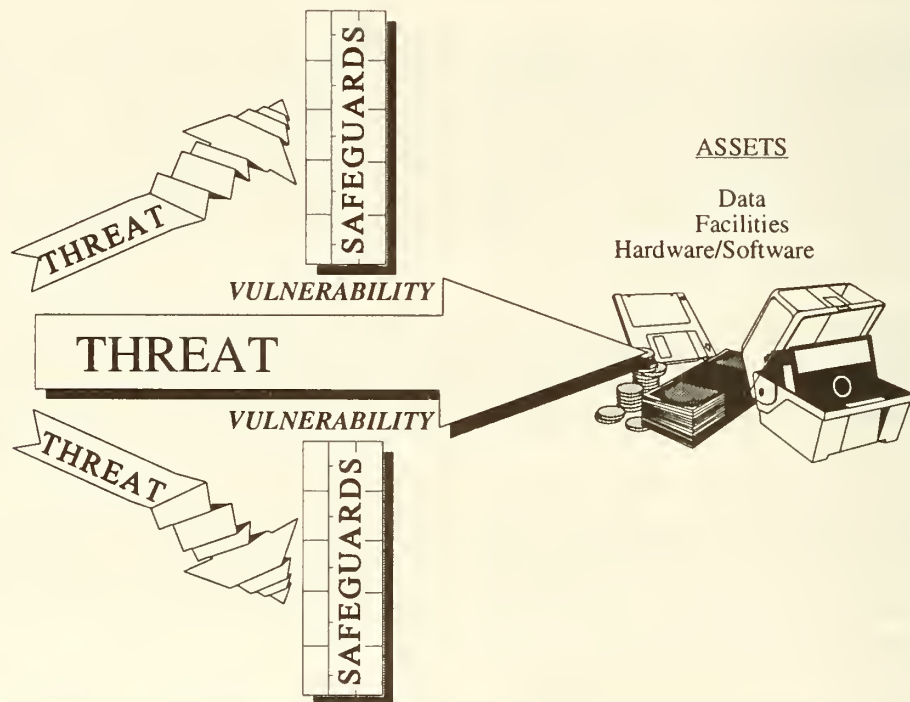 SAFEGUARDS
THREAT
ASSETS
Data
Facilities
Hardware/Software
VULNERABILITY
THREAT
VULNERABILITY
THREAT
SAFEGUARDS